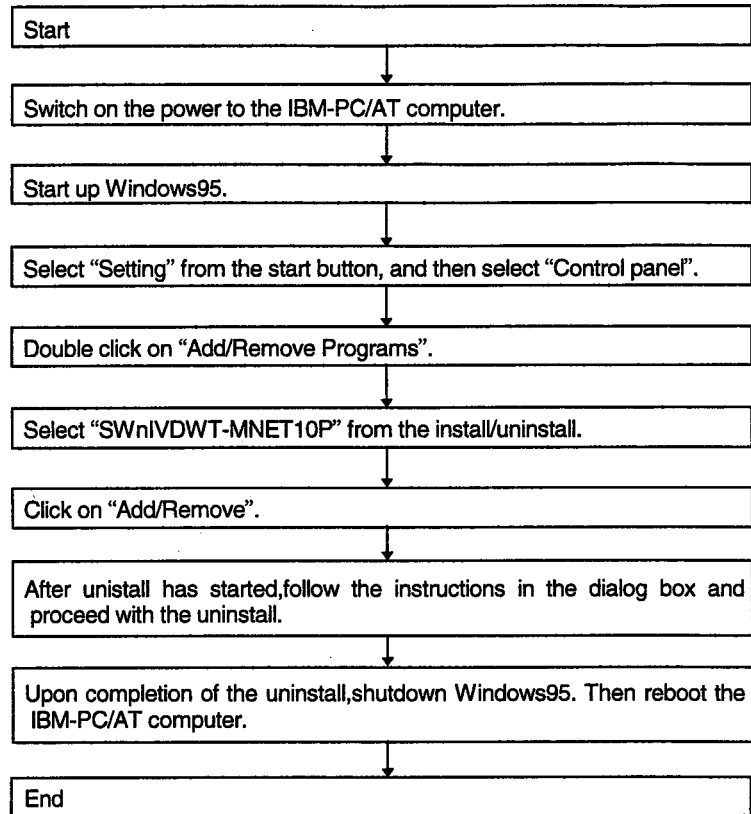 Start
Switch on the power to the IBM-PC/AT computer.
Start up Windows95.
Select “Setting” from the start button, and then select “Control panel”.
Double click on “Add/Remove Programs”.
Select “SWnIVDWT-MNET10P” from the install/uninstall.
Click on “Add/Remove”.
After unistall has started,follow the instructions in the dialog box and
proceed with the uninstall.
Upon completion of the uninstall,shutdown Windows95. Then reboot the
IBM-PC/AT computer.
End